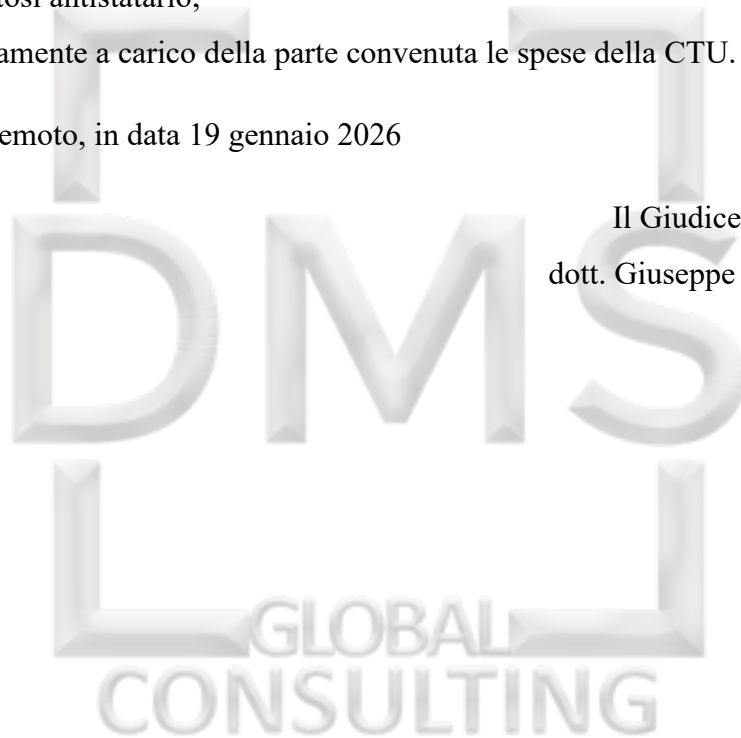 tosi antistatario,
amente a carico della parte convenuta le spese della CTU.
emoto, in data 19 gennaio 2026
Il Giudice
dott. Giuseppe
DMS
GLOBAL
CONSULTING